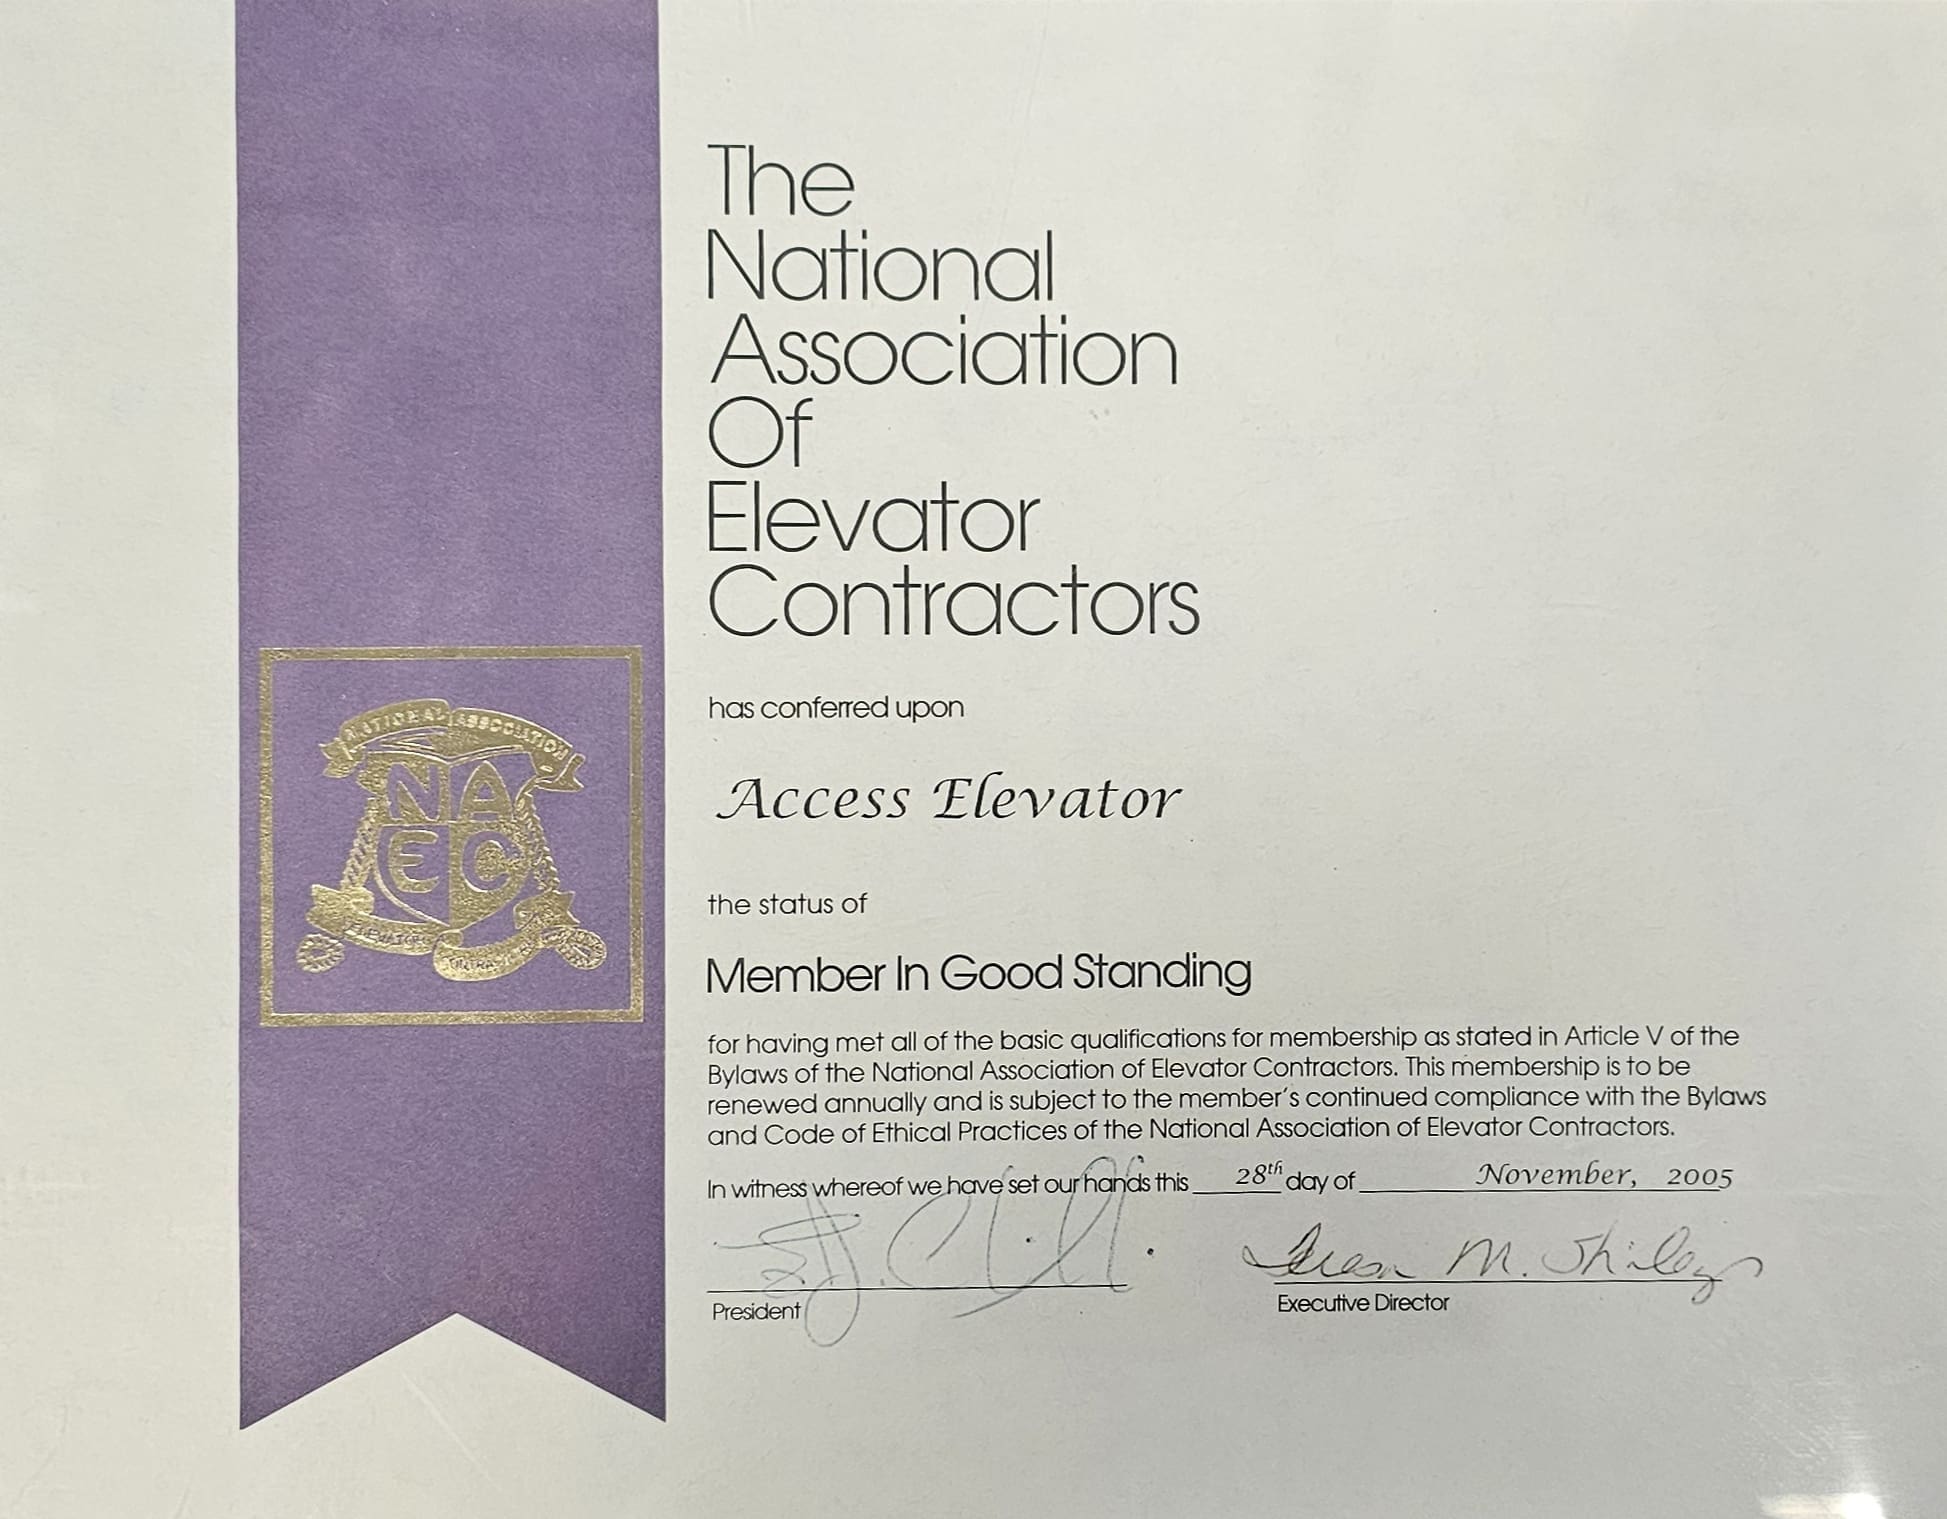 The
National
Association
Of
Elevator
Contractors
has conferred upon
Access Elevator
the status of
Member In Good Standing
for having met all of the basic qualifications for membership as stated in Article V of the
Bylaws of the National Association of Elevator Contractors. This membership is to be
renewed annually and is subject to the member's continued compliance with the Bylaws
and Code of Ethical Practices of the National Association of Elevator Contractors.
In witness whereof we have set our hands this 28th day of November, 2005
M. Shirley
President
Executive Director
NATIONAL ASSOCIATION
NA
EC
ELEVATOR